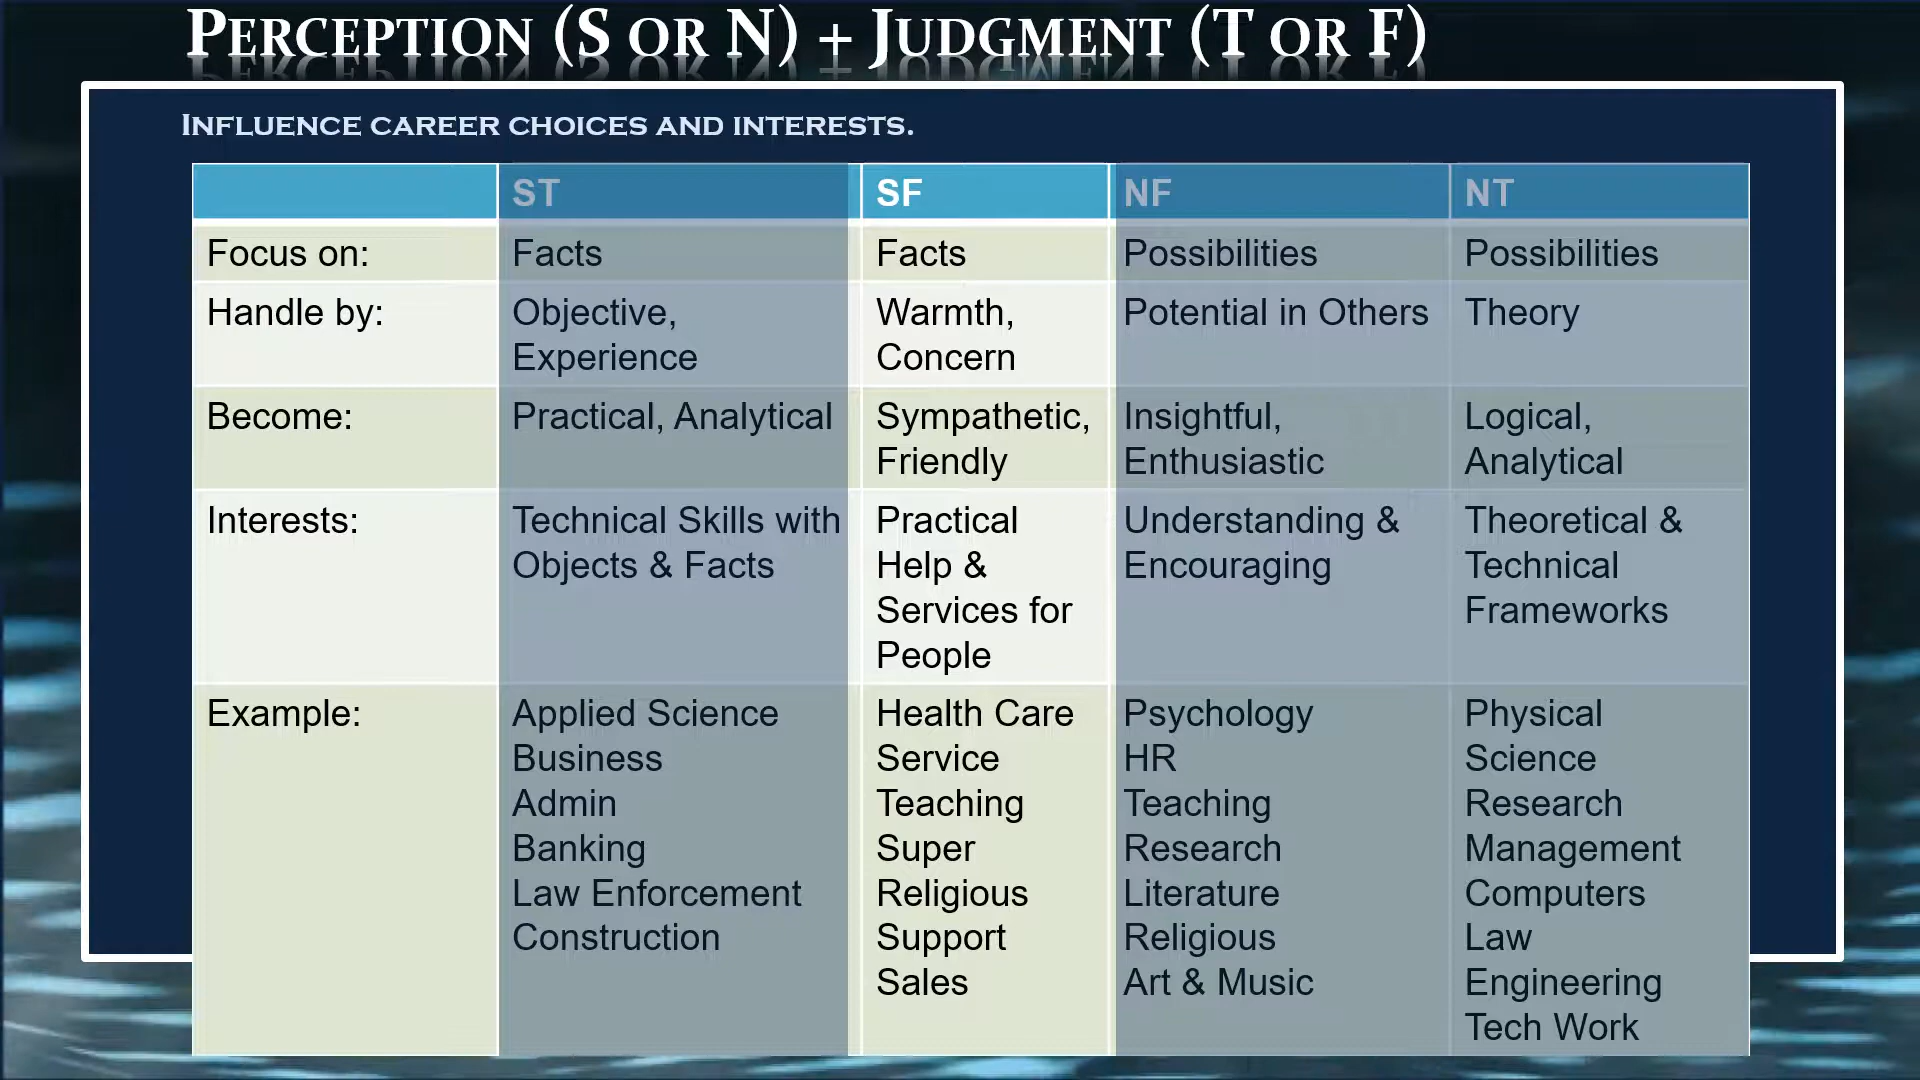 PERCEPTION (S OR N) + JUDGMENT (T OR F)
INFLUENCE CAREER CHOICES AND INTERESTS.
ST SF NF NT
Focus on: Facts Facts Possibilities Possibilities
Handle by: Objective, Warmth, Potential in Others Theory
Experience Concern
Become: Practical, Analytical Sympathetic, Insightful, Logical,
Friendly Enthusiastic Analytical
Interests: Technical Skills with Practical Understanding & Theoretical &
Objects & Facts Help & Encouraging Technical
Services for Frameworks
People
Example: Applied Science Health Care Psychology Physical
Business Service HR Science
Admin Teaching Teaching Research
Banking Super Research Management
Law Enforcement Religious Literature Computers
Construction Support Religious Law
Sales Art & Music Engineering
Tech Work